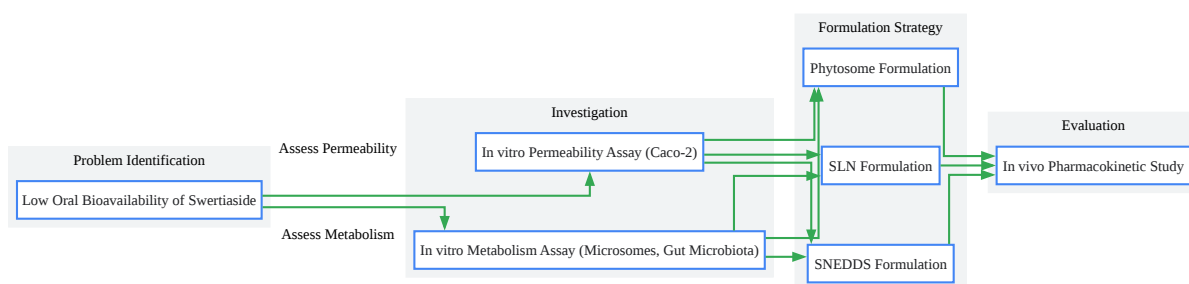 Problem Identification
Low Oral Bioavailability of Swertiaside
Assess Permeability
Assess Metabolism
Investigation
In vitro Permeability Assay (Caco-2)
In vitro Metabolism Assay (Microsomes, Gut Microbiota)
Formulation Strategy
Phytosome Formulation
SLN Formulation
SNEDDS Formulation
Evaluation
In vivo Pharmacokinetic Study